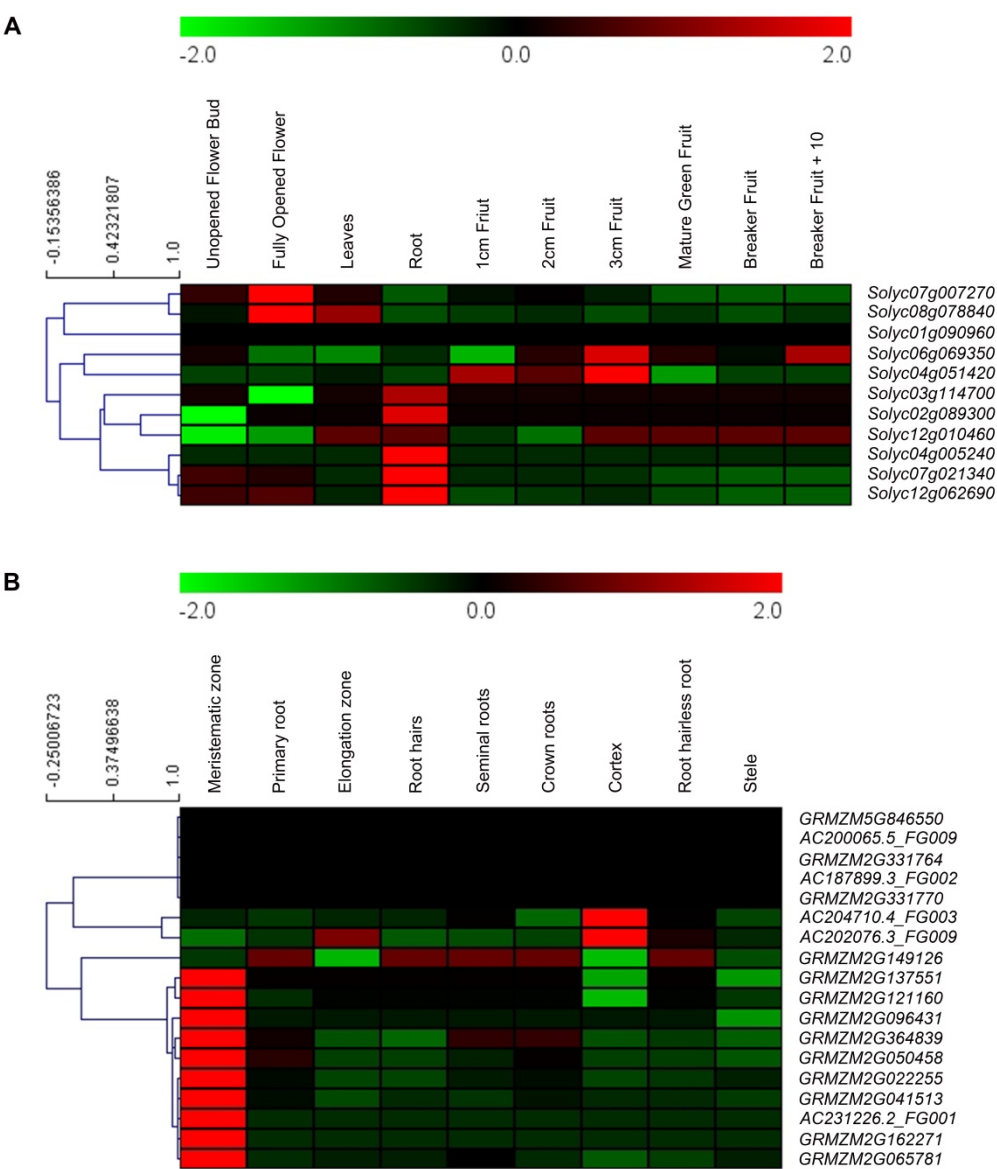 A
-2.0 0.0 2.0
-0.15356386
0.42321807
1.0
Unopened Flower Bud
Fully Opened Flower
Leaves
Root
1cm Friut
2cm Fruit
3cm Fruit
Mature Green Fruit
Breaker Fruit
Breaker Fruit + 10
Solyc07g007270
Solyc08g078840
Solyc01g090960
Solyc06g069350
Solyc04g051420
Solyc03g114700
Solyc02g089300
Solyc12g010460
Solyc04g005240
Solyc07g021340
Solyc12g062690
B
-2.0 0.0 2.0
-0.25006723
0.37496638
1.0
Meristematic zone
Primary root
Elongation zone
Root hairs
Seminal roots
Crown roots
Cortex
Root hairless root
Stele
GRMZM5G846550
AC200065.5_FG009
GRMZM2G331764
AC187899.3_FG002
GRMZM2G331770
AC204710.4_FG003
AC202076.3_FG009
GRMZM2G149126
GRMZM2G137551
GRMZM2G121160
GRMZM2G096431
GRMZM2G364839
GRMZM2G050458
GRMZM2G022255
GRMZM2G041513
AC231226.2_FG001
GRMZM2G162271
GRMZM2G065781